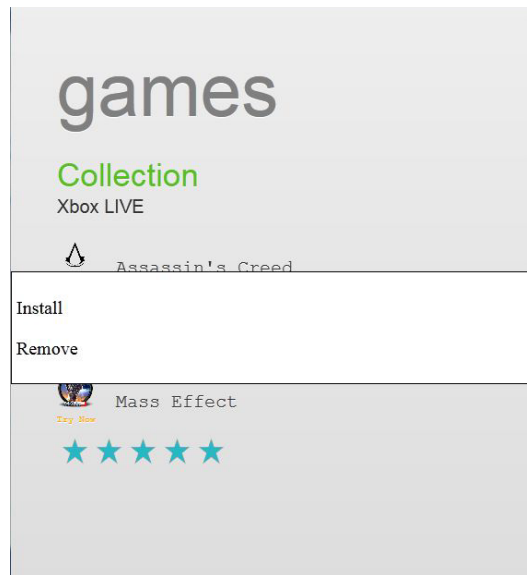 games
Collection
Xbox LIVE
Assassin's Creed
Install
Remove
Mass Effect
Try Now